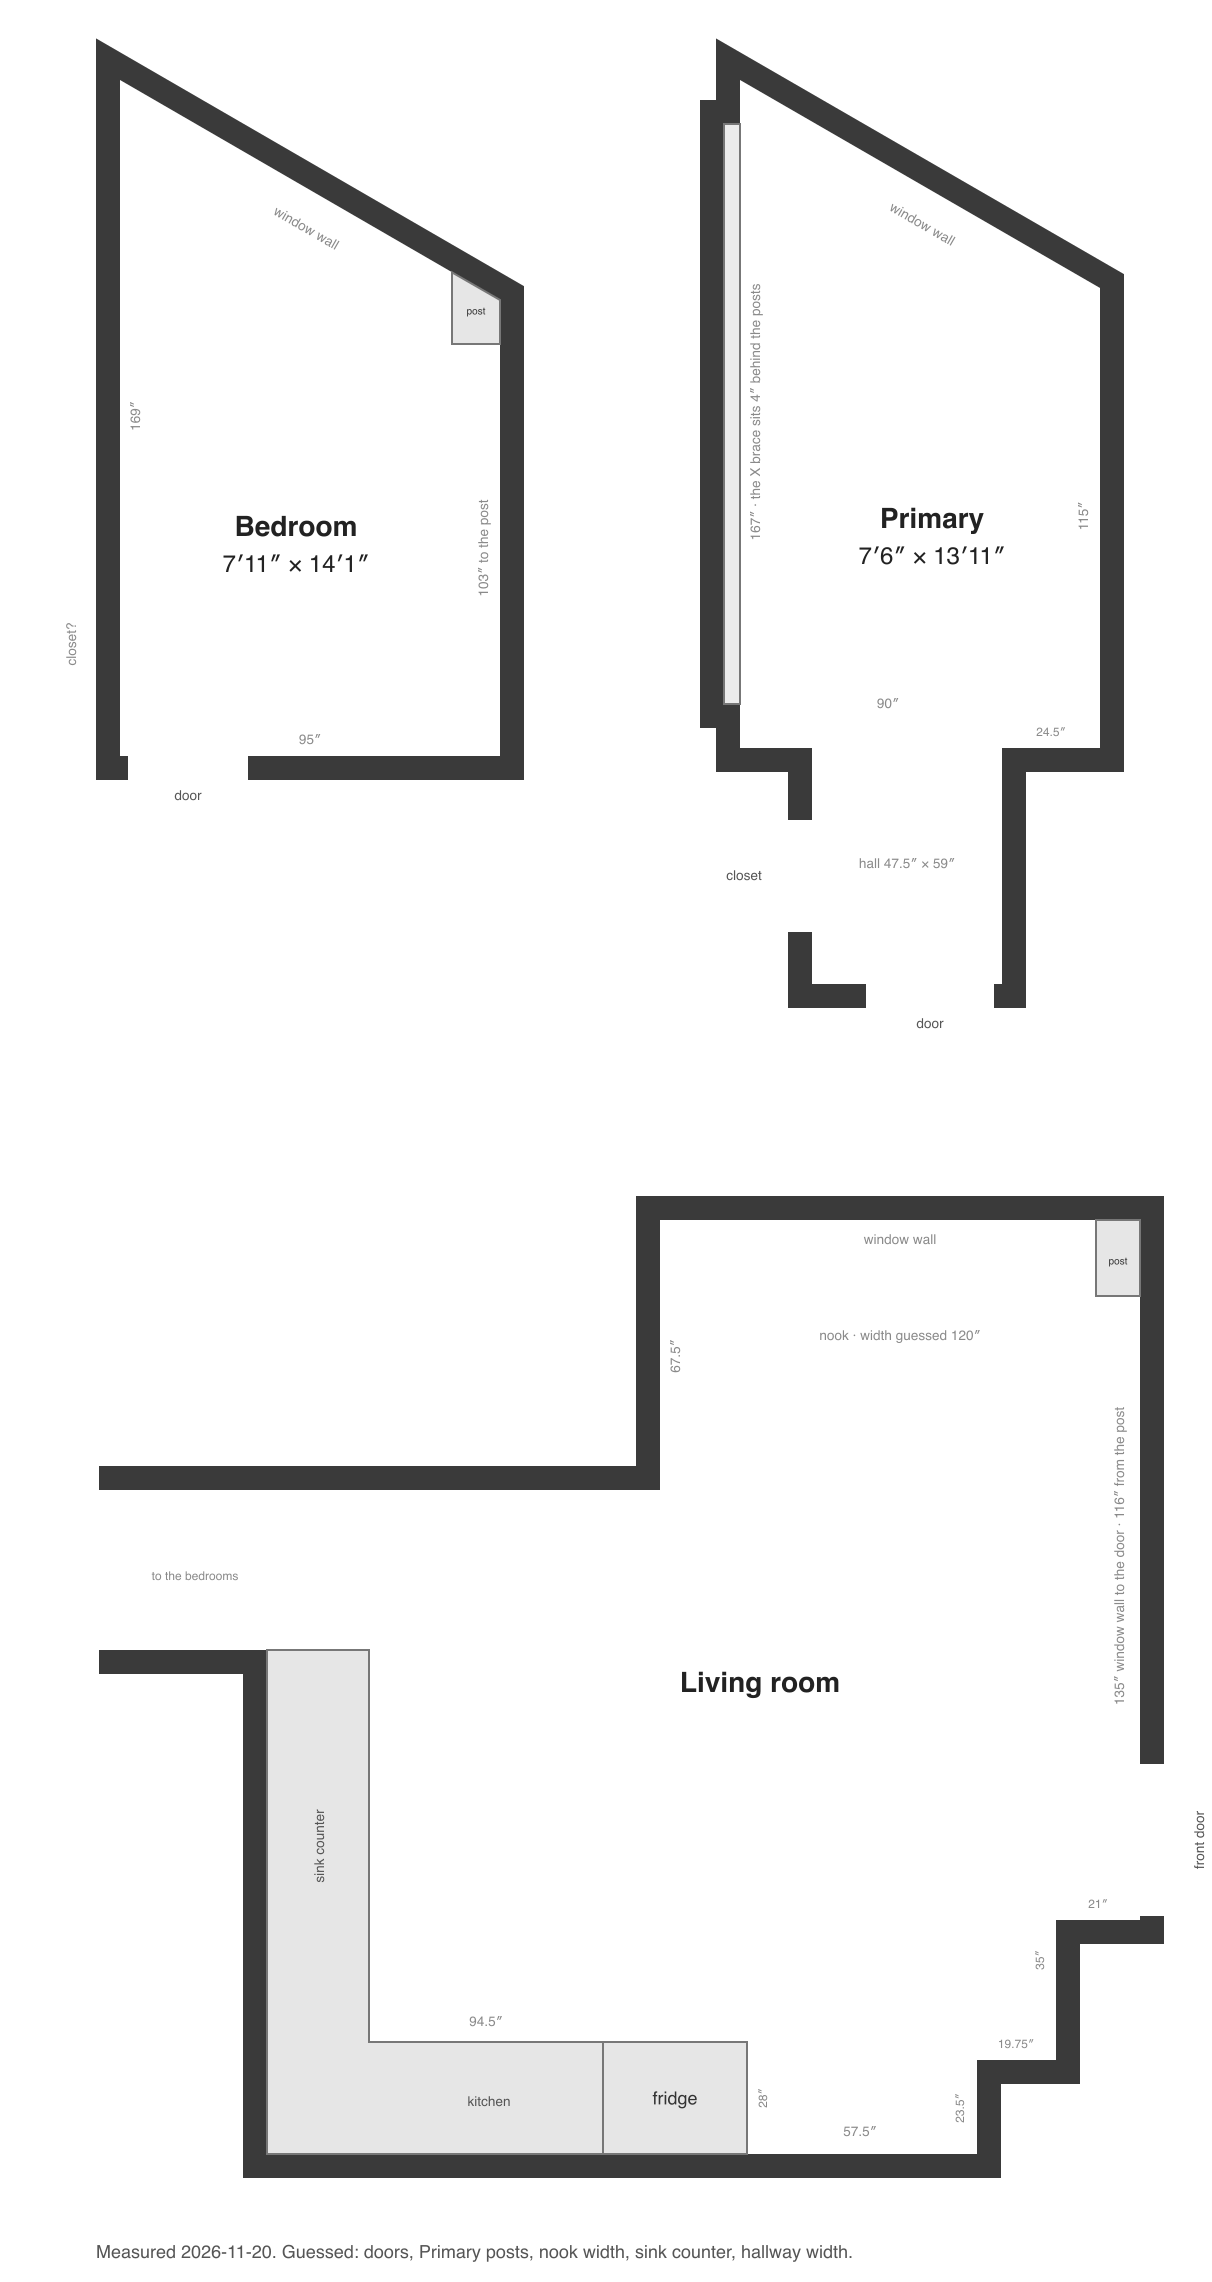 window wall
post
169″
Bedroom
7′11″ × 14′1″
103″ to the post
closet?
95″
door
window wall
167″ · the X brace sits 4″ behind the posts
Primary
7′6″ × 13′11″
115″
90″
24.5″
closet
hall 47.5″ × 59″
door
window wall
post
nook · width guessed 120″
67.5″
135″ window wall to the door · 116″ from the post
to the bedrooms
Living room
sink counter
front door
21″
35″
94.5″
19.75″
kitchen
fridge
28″
57.5″
23.5″
Measured 2026-11-20. Guessed: doors, Primary posts, nook width, sink counter, hallway width.